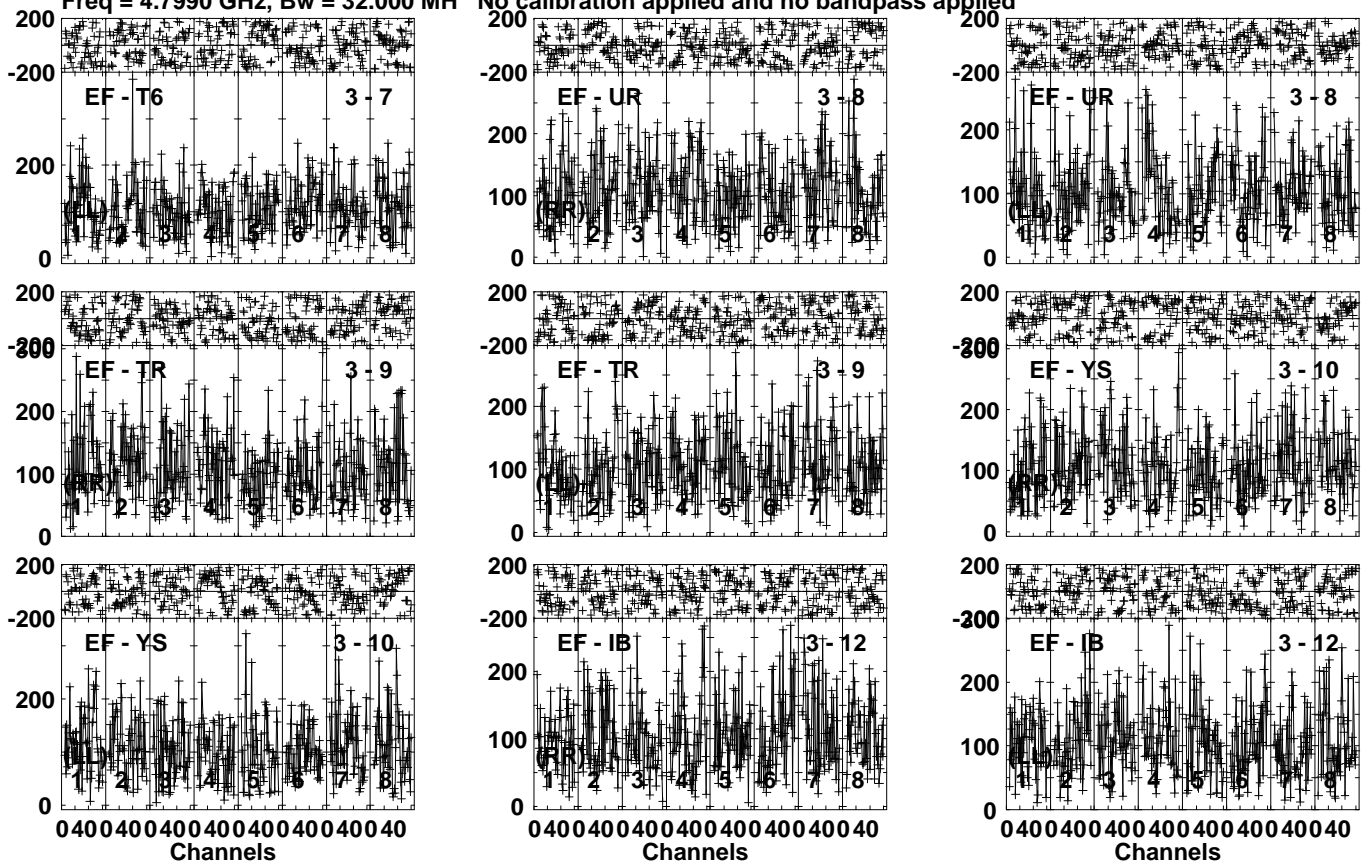 Freq = 4.7990 GHz, Bw = 32.000 MH No calibration applied and no bandpass applied
200 200 200
-200 -200 -200
EF - T6 3 - 7 EF - UR 3 - 8 EF - UR 3 - 8
200 200 200
100 100
(LL) (RR) (LL)
1 2 3 4 5 6 7 8 1 2 3 4 5 6 7 8 1 2 3 4 5 6 7 8
0 0 0
200 200 200
-200 -200 -200
300 300
EF - TR 3 - 9 EF - TR 3 - 9 EF - YS 3 - 10
200 200 200
100 100 100
(RR) (LL) (RR)
1 2 3 4 5 6 7 8 1 2 3 4 5 6 7 8 1 2 3 4 5 6 7 8
0 0 0
200 200 200
-200 -200 -200
300
EF - YS 3 - 10 EF - IB 3 - 12 EF - IB 3 - 12
200 200 200
100 100
(LL) (RR) (LL)
1 2 3 4 5 6 7 8 1 2 3 4 5 6 7 8 1 2 3 4 5 6 7 8
0 0 0
0 40 0 40 0 40 0 40 0 40 0 40 0 40 0 40 0 40 0 40 0 40 0 40 0 40 0 40 0 40 0 40 0 40 0 40 0 40 0 40 0 40 0 40 0 40 0 40
Channels Channels Channels